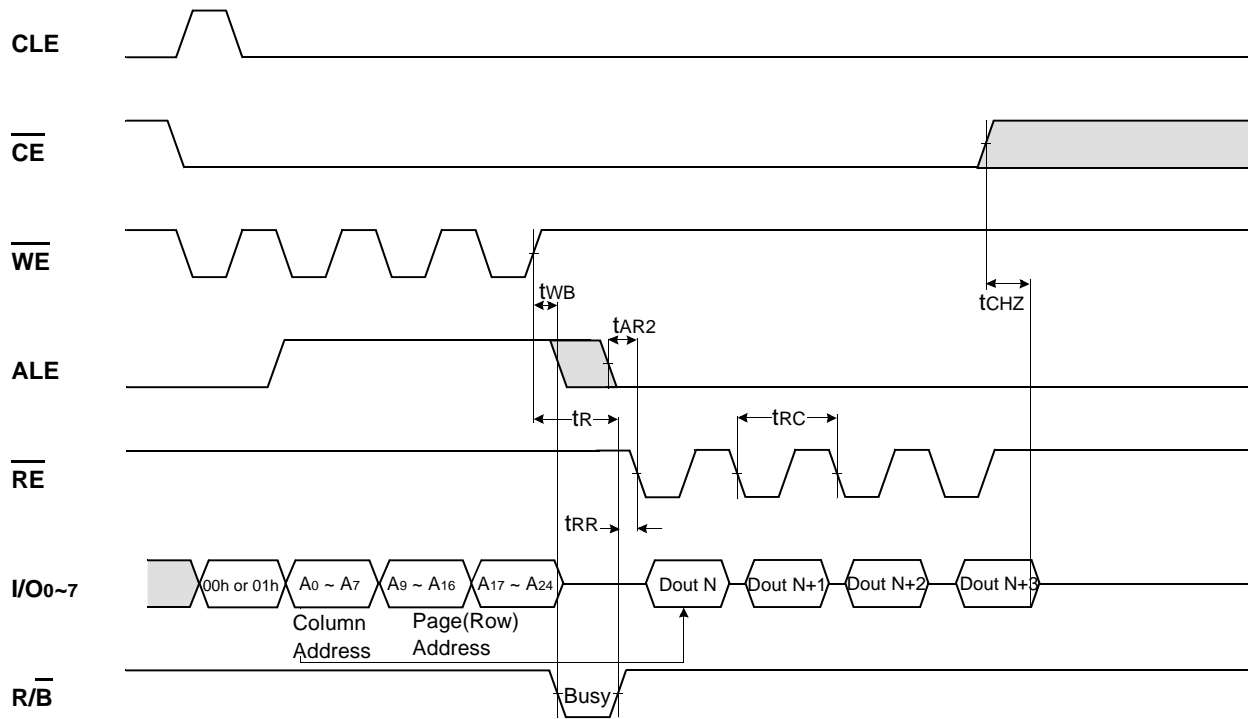 CLE
CE
WE
tWB
tCHZ
tAR2
ALE
tR
tRC
RE
tRR
I/O0~7
00h or 01h
A0 ~ A7
A9 ~ A16
A17 ~ A24
Dout N
Dout N+1
Dout N+2
Dout N+3
Column
Address
Page(Row)
Address
R/B
Busy